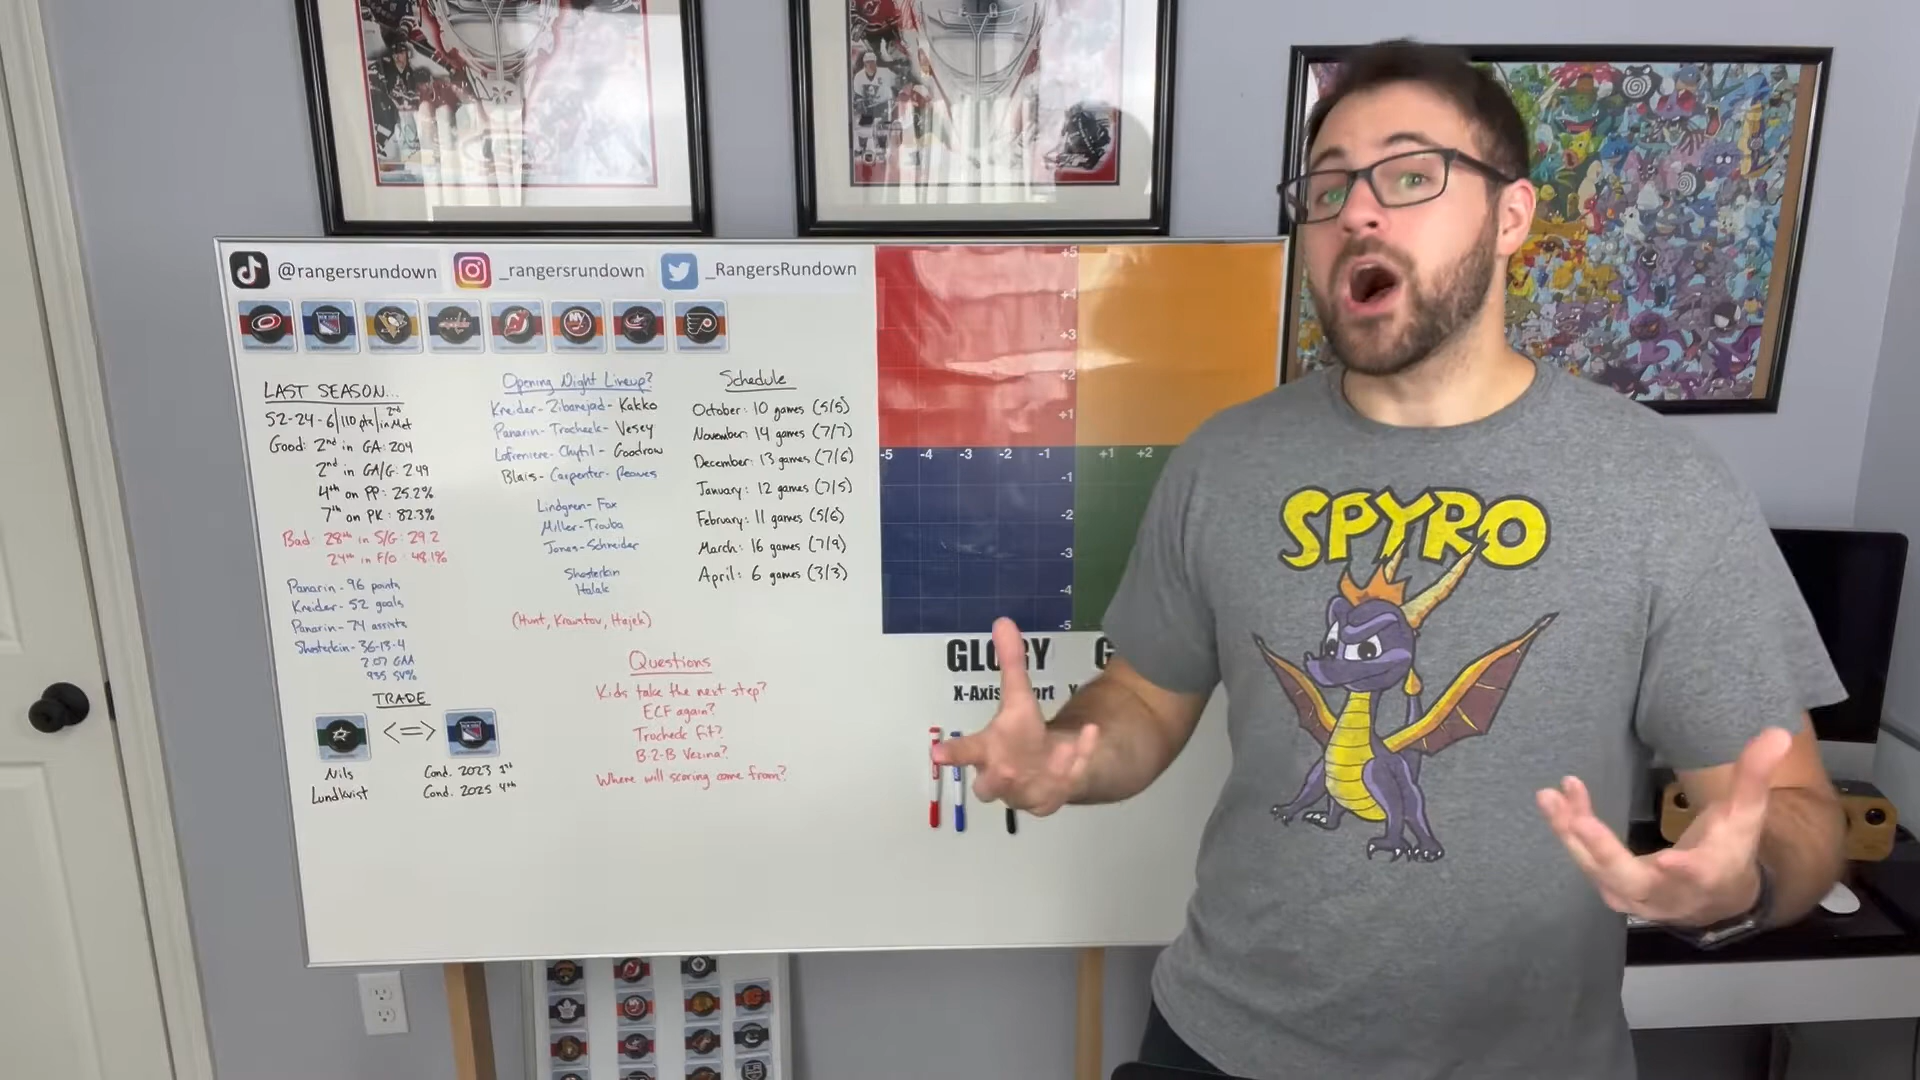 @rangersrundown
_rangersrundown
_RangersRundown
LAST SEASON...
52-24-6/110 pts/2nd in Met
Good: 2nd in GA: 204
2nd in GA/G: 2.49
4th on PP: 25.2%
7th on PK: 82.3%
Bad: 28th in S/G: 29.2
24th in F/O: 48.1%
Panarin - 96 points
Kreider - 52 goals
Panarin - 74 assists
Shesterkin - 36-13-4
2.07 GAA
.935 SV%
TRADE
<=>
Nils
Lundkvist
Cond. 2023 1st
Cond. 2025 4th
Opening Night Lineup?
Kreider - Zibanejad - Kakko
Panarin - Trocheck - Vesey
Lafreniere - Chytil - Goodrow
Blais - Carpenter - Reaves
Lindgren - Fox
Miller - Trouba
Jones - Schneider
Shesterkin
Halak
(Hunt, Kravstov, Hajek)
Questions
Kids take the next step?
ECF again?
Trocheck fit?
B-2-B Vezina?
Where will scoring come from?
Schedule
October: 10 games (5/5)
November: 14 games (7/7)
December: 13 games (7/6)
January: 12 games (7/5)
February: 11 games (5/6)
March: 16 games (7/9)
April: 6 games (3/3)
+5
+4
+3
+2
+1
-5 -4 -3 -2 -1 +1 +2
-1
-2
-3
-4
-5
SPYRO